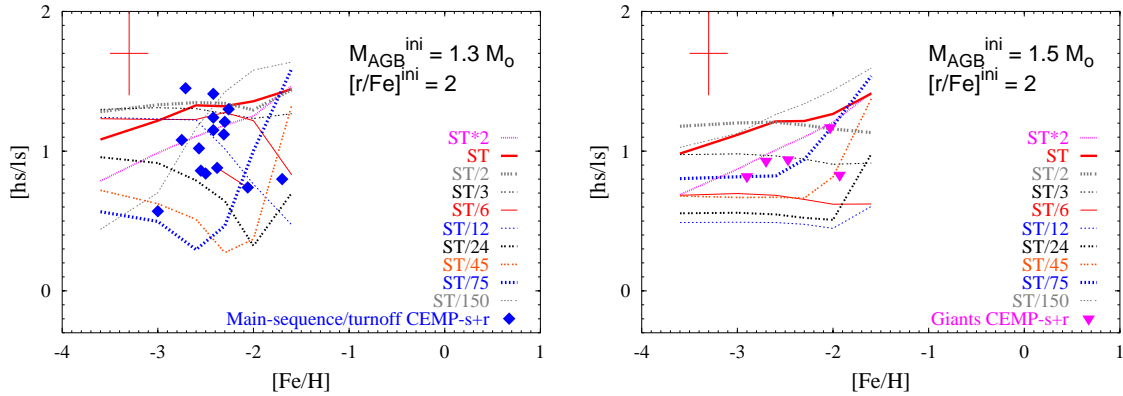 2
1
0
[hs/ls]
M_AGB^ini = 1.3 M_o
[r/Fe]^ini = 2
ST*2
ST
ST/2
ST/3
ST/6
ST/12
ST/24
ST/45
ST/75
ST/150
Main-sequence/turnoff CEMP-s+r
-4 -3 -2 -1 0 1
[Fe/H]
2
1
0
[hs/ls]
M_AGB^ini = 1.5 M_o
[r/Fe]^ini = 2
ST*2
ST
ST/2
ST/3
ST/6
ST/12
ST/24
ST/45
ST/75
ST/150
Giants CEMP-s+r
-4 -3 -2 -1 0 1
[Fe/H]